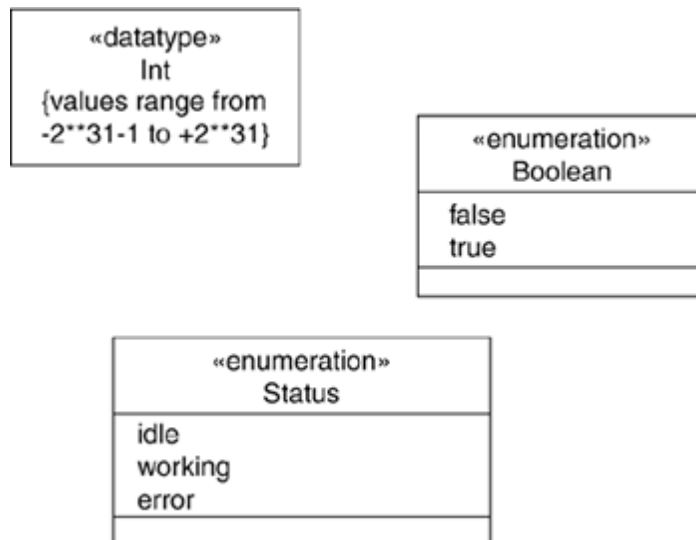 «datatype»
Int
{values range from
-2**31-1 to +2**31}
«enumeration»
Boolean
false
true
«enumeration»
Status
idle
working
error